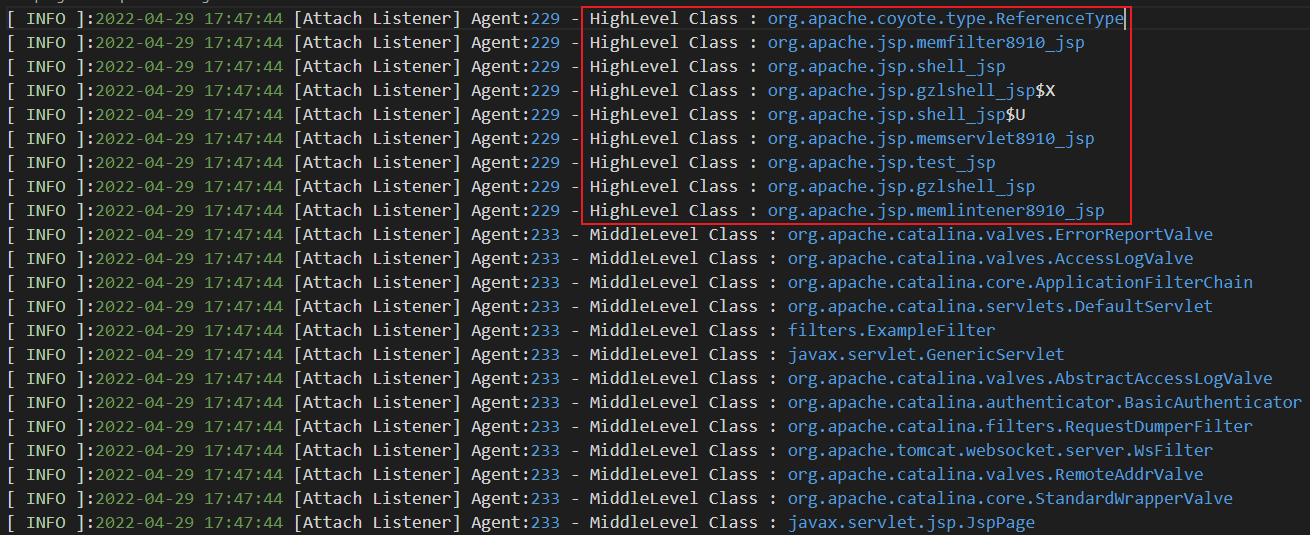 [ INFO ]:2022-04-29 17:47:44 [Attach Listener] Agent:229 - HighLevel Class : org.apache.coyote.type.ReferenceType
[ INFO ]:2022-04-29 17:47:44 [Attach Listener] Agent:229 - HighLevel Class : org.apache.jsp.memfilter8910_jsp
[ INFO ]:2022-04-29 17:47:44 [Attach Listener] Agent:229 - HighLevel Class : org.apache.jsp.shell_jsp
[ INFO ]:2022-04-29 17:47:44 [Attach Listener] Agent:229 - HighLevel Class : org.apache.jsp.gzlshell_jsp$X
[ INFO ]:2022-04-29 17:47:44 [Attach Listener] Agent:229 - HighLevel Class : org.apache.jsp.shell_jsp$U
[ INFO ]:2022-04-29 17:47:44 [Attach Listener] Agent:229 - HighLevel Class : org.apache.jsp.memservlet8910_jsp
[ INFO ]:2022-04-29 17:47:44 [Attach Listener] Agent:229 - HighLevel Class : org.apache.jsp.test_jsp
[ INFO ]:2022-04-29 17:47:44 [Attach Listener] Agent:229 - HighLevel Class : org.apache.jsp.gzlshell_jsp
[ INFO ]:2022-04-29 17:47:44 [Attach Listener] Agent:229 - HighLevel Class : org.apache.jsp.memlintener8910_jsp
[ INFO ]:2022-04-29 17:47:44 [Attach Listener] Agent:233 - MiddleLevel Class : org.apache.catalina.valves.ErrorReportValve
[ INFO ]:2022-04-29 17:47:44 [Attach Listener] Agent:233 - MiddleLevel Class : org.apache.catalina.valves.AccessLogValve
[ INFO ]:2022-04-29 17:47:44 [Attach Listener] Agent:233 - MiddleLevel Class : org.apache.catalina.core.ApplicationFilterChain
[ INFO ]:2022-04-29 17:47:44 [Attach Listener] Agent:233 - MiddleLevel Class : org.apache.catalina.servlets.DefaultServlet
[ INFO ]:2022-04-29 17:47:44 [Attach Listener] Agent:233 - MiddleLevel Class : filters.ExampleFilter
[ INFO ]:2022-04-29 17:47:44 [Attach Listener] Agent:233 - MiddleLevel Class : javax.servlet.GenericServlet
[ INFO ]:2022-04-29 17:47:44 [Attach Listener] Agent:233 - MiddleLevel Class : org.apache.catalina.valves.AbstractAccessLogValve
[ INFO ]:2022-04-29 17:47:44 [Attach Listener] Agent:233 - MiddleLevel Class : org.apache.catalina.authenticator.BasicAuthenticator
[ INFO ]:2022-04-29 17:47:44 [Attach Listener] Agent:233 - MiddleLevel Class : org.apache.catalina.filters.RequestDumperFilter
[ INFO ]:2022-04-29 17:47:44 [Attach Listener] Agent:233 - MiddleLevel Class : org.apache.tomcat.websocket.server.WsFilter
[ INFO ]:2022-04-29 17:47:44 [Attach Listener] Agent:233 - MiddleLevel Class : org.apache.catalina.valves.RemoteAddrValve
[ INFO ]:2022-04-29 17:47:44 [Attach Listener] Agent:233 - MiddleLevel Class : org.apache.catalina.core.StandardWrapperValve
[ INFO ]:2022-04-29 17:47:44 [Attach Listener] Agent:233 - MiddleLevel Class : javax.servlet.jsp.JspPage